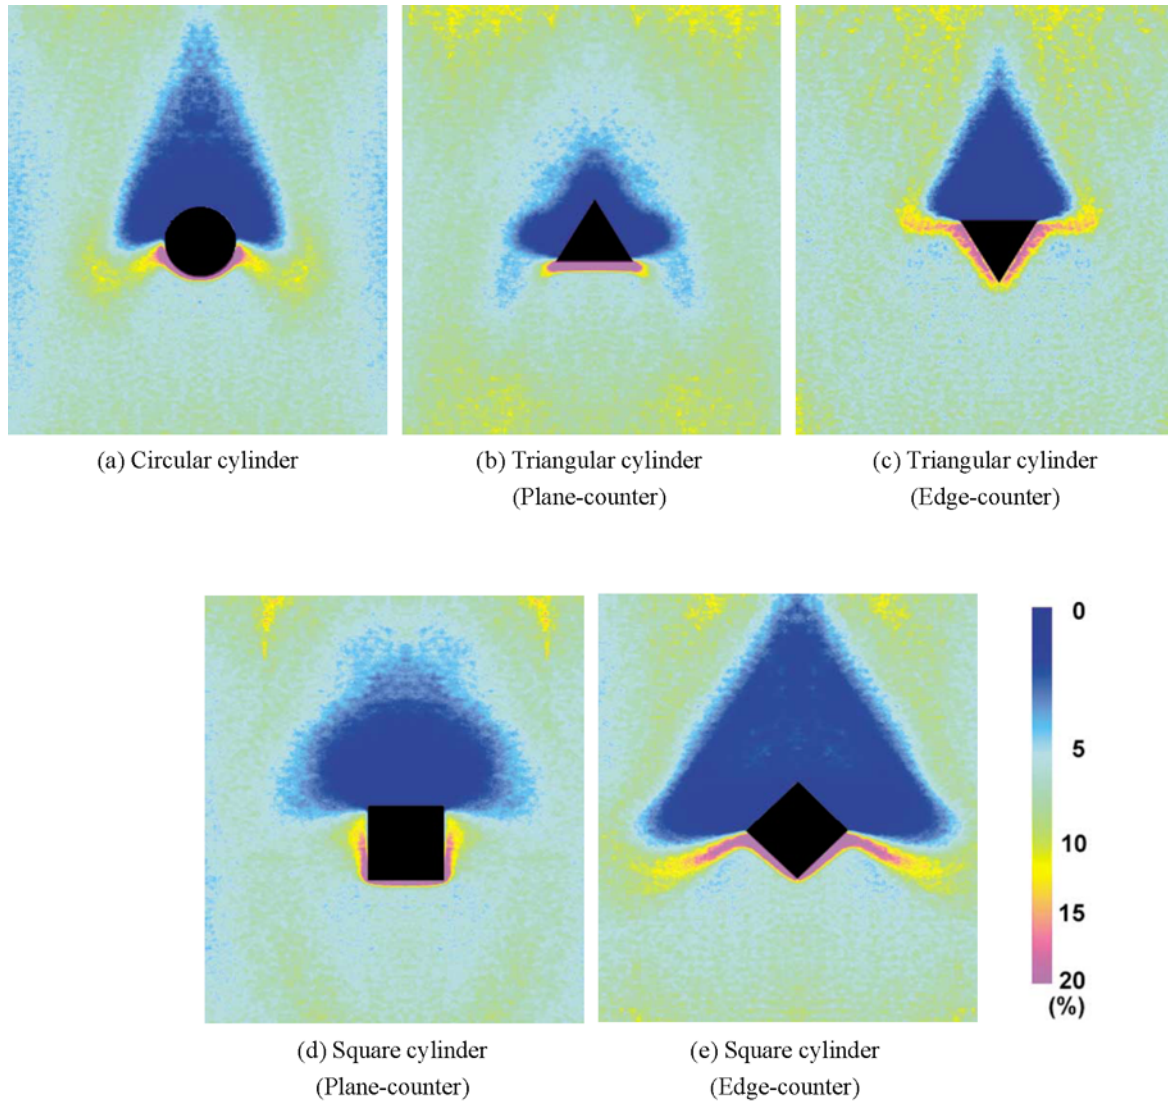 (a) Circular cylinder
(b) Triangular cylinder
(Plane-counter)
(c) Triangular cylinder
(Edge-counter)
0
5
10
15
20
(%)
(d) Square cylinder
(Plane-counter)
(e) Square cylinder
(Edge-counter)